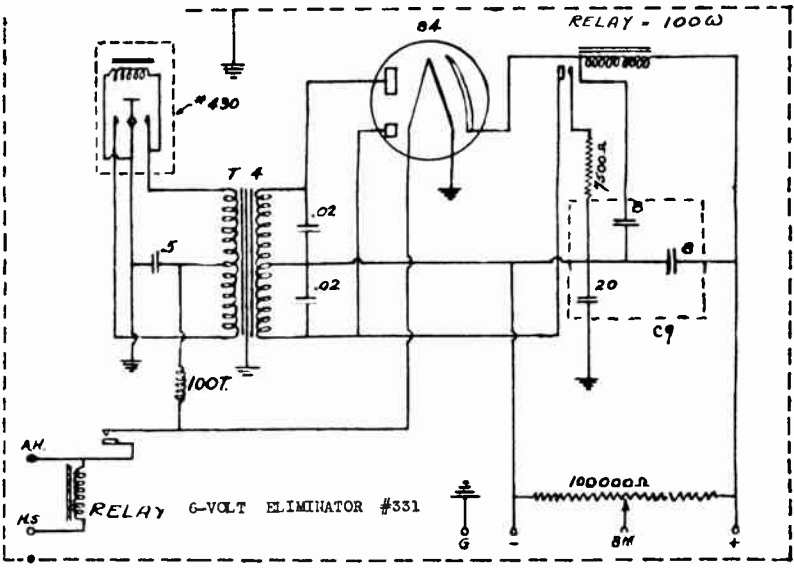 84
RELAY = 100ω
#430
7500Ω
T 4
.02
8
.5
8
.02
20
C9
100T.
A.H.
100000Ω
RELAY 6-VOLT ELIMINATOR #331
H.S
G
-
BM
+